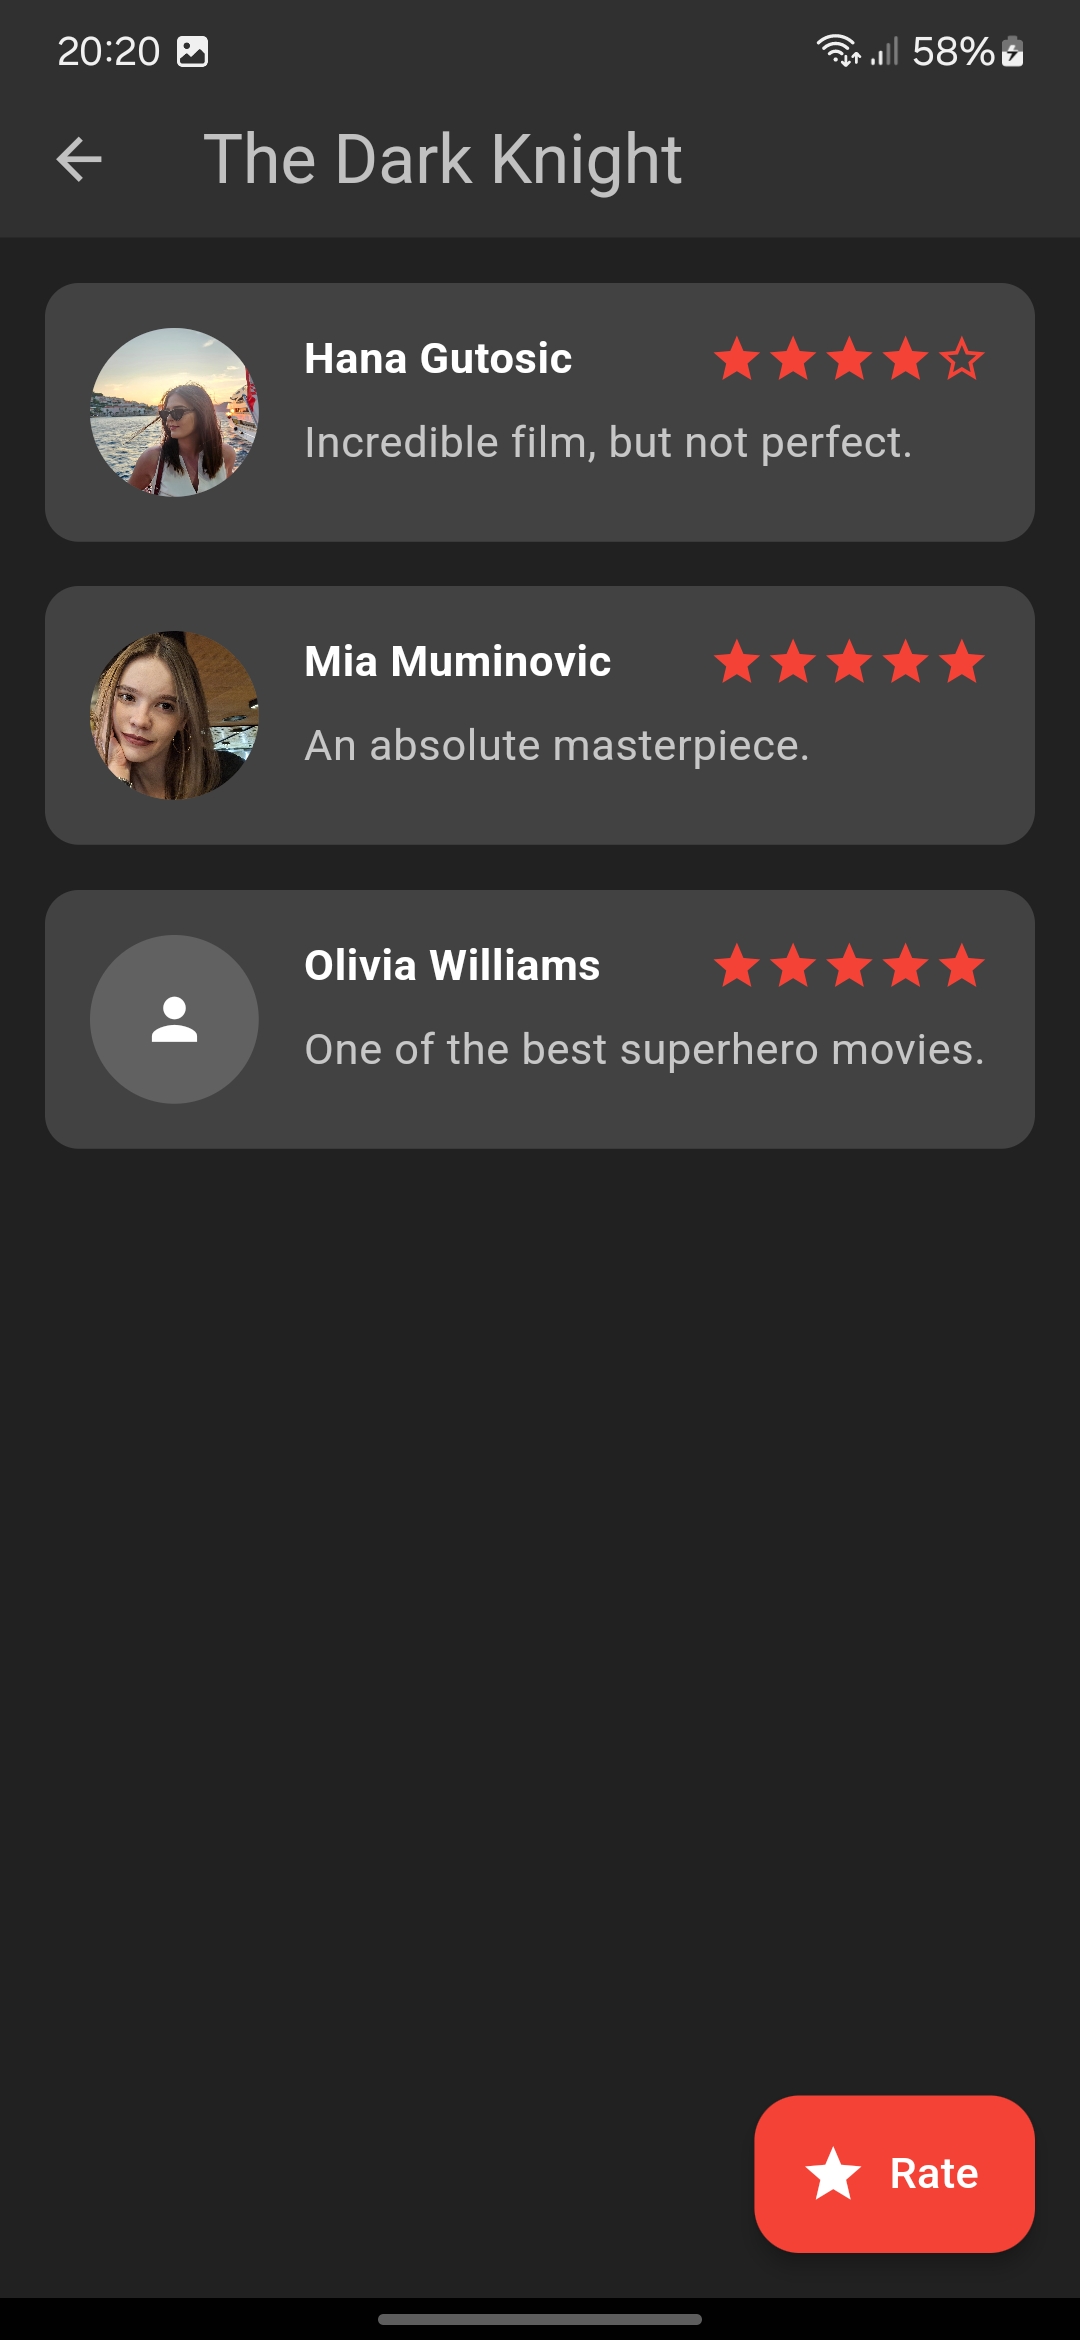 20:20 58%
The Dark Knight
Hana Gutosic
Incredible film, but not perfect.
Mia Muminovic
An absolute masterpiece.
Olivia Williams
One of the best superhero movies.
Rate